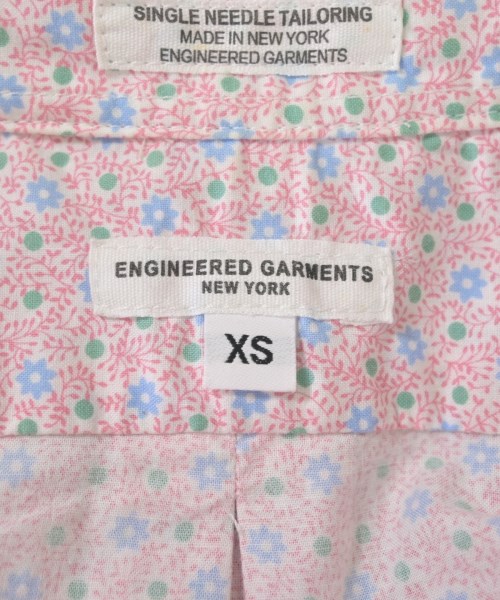 SINGLE NEEDLE TAILORING
MADE IN NEW YORK
ENGINEERED GARMENTS
ENGINEERED GARMENTS
NEW YORK
XS